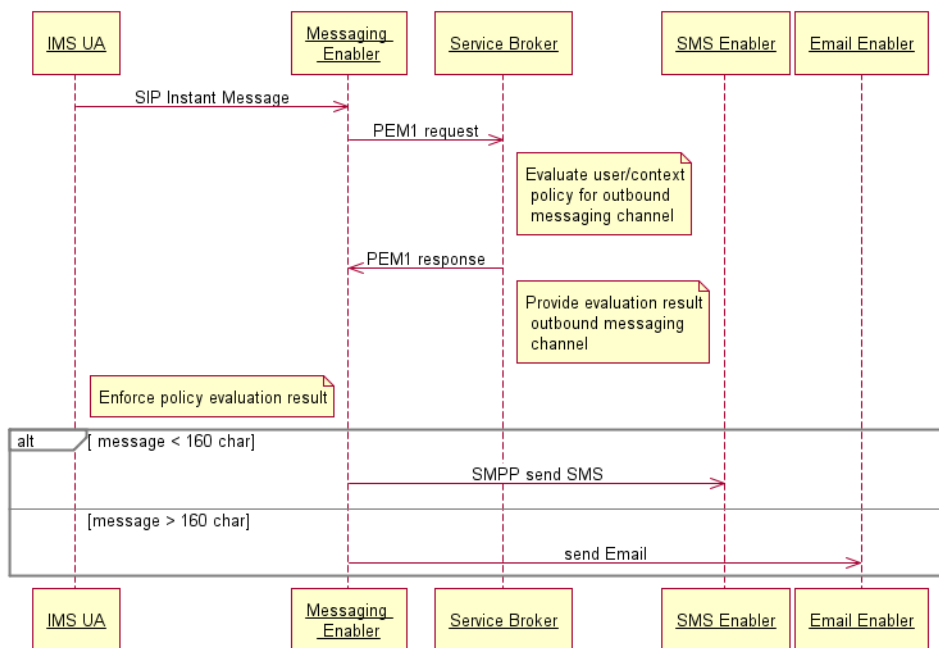 IMS UA
Messaging
Enabler
Service Broker
SMS Enabler
Email Enabler
SIP Instant Message
PEM1 request
Evaluate user/context
policy for outbound
messaging channel
PEM1 response
Provide evaluation result
outbound messaging
channel
Enforce policy evaluation result
alt
[ message < 160 char]
SMPP send SMS
[message > 160 char]
send Email
IMS UA
Messaging
Enabler
Service Broker
SMS Enabler
Email Enabler